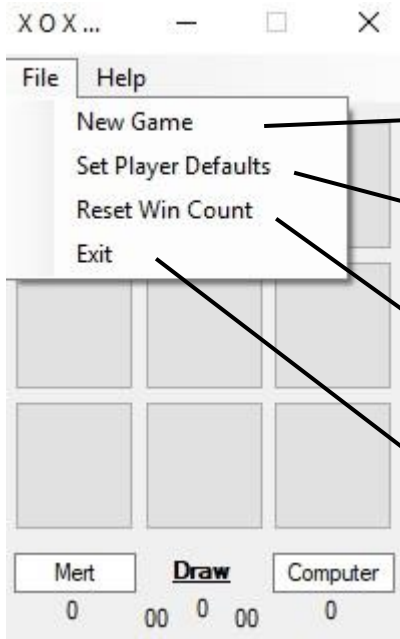 X O X ...
File Help
New Game
Set Player Defaults
Reset Win Count
Exit
Mert Draw Computer
0 00 0 00 0